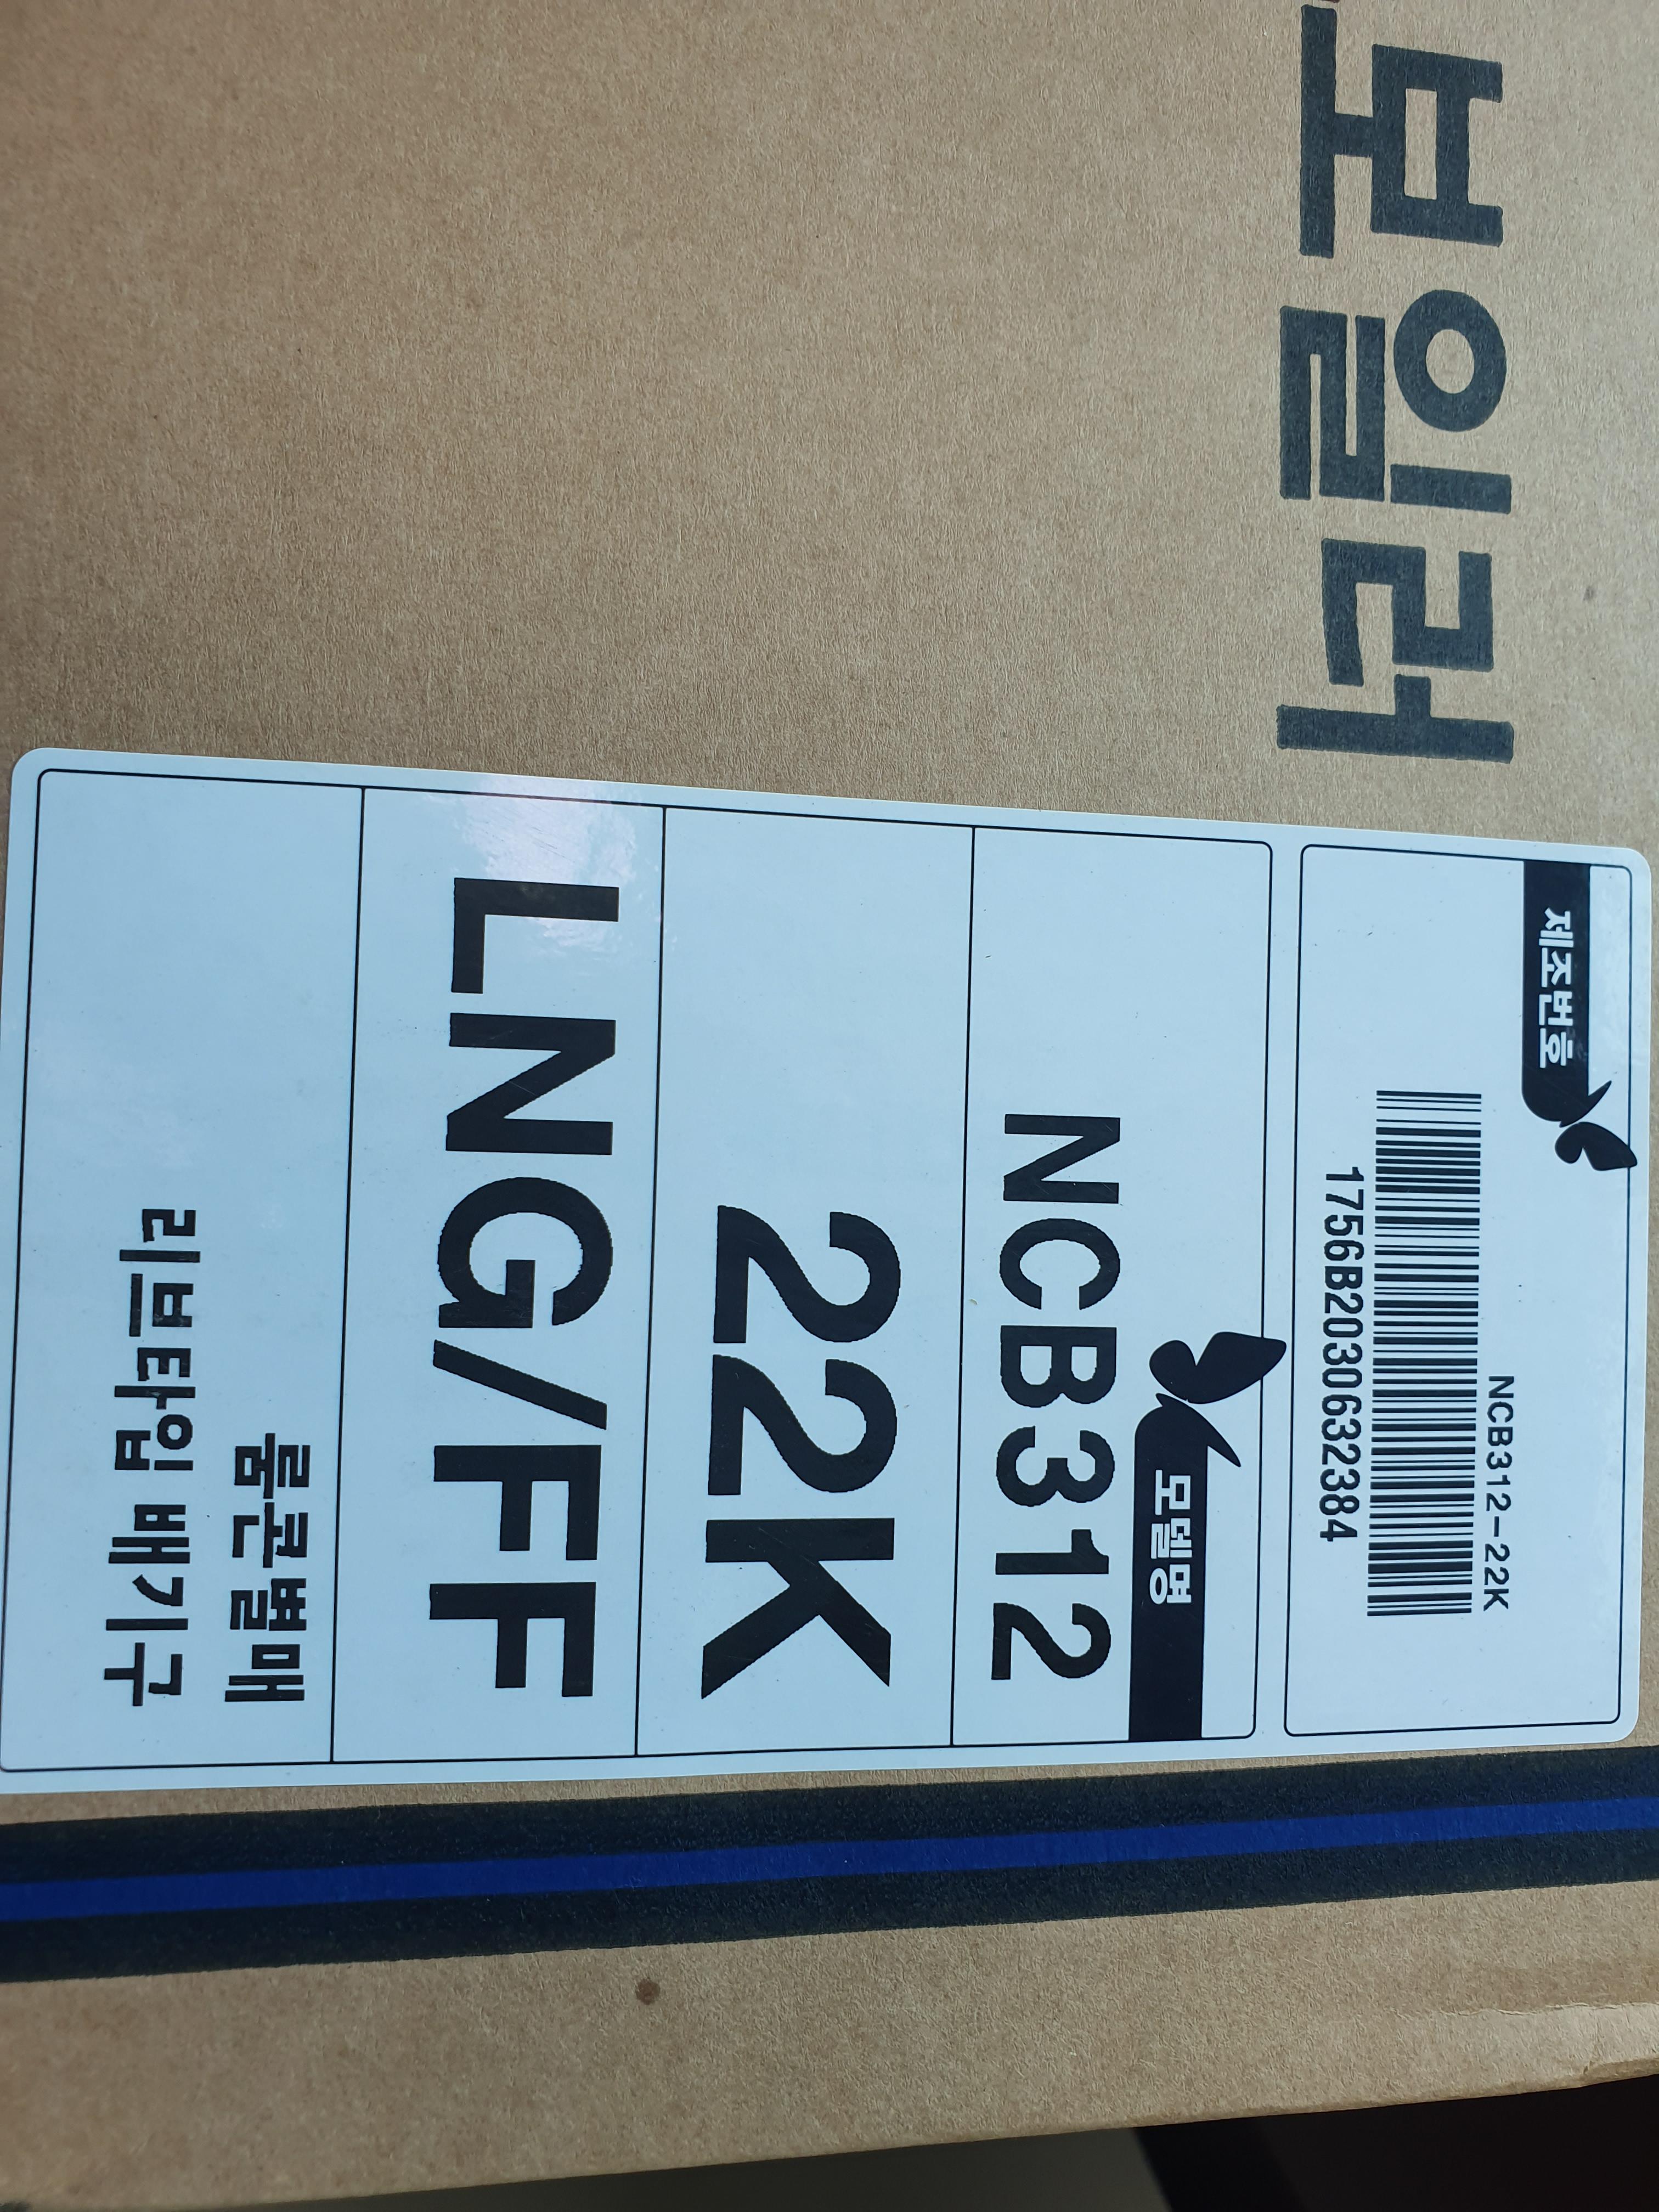 보일러
제조번호
NCB312-22K
1756B2030632384
모델명
NCB312
22K
LNG/FF
룸콘별매
리브타입 배기구